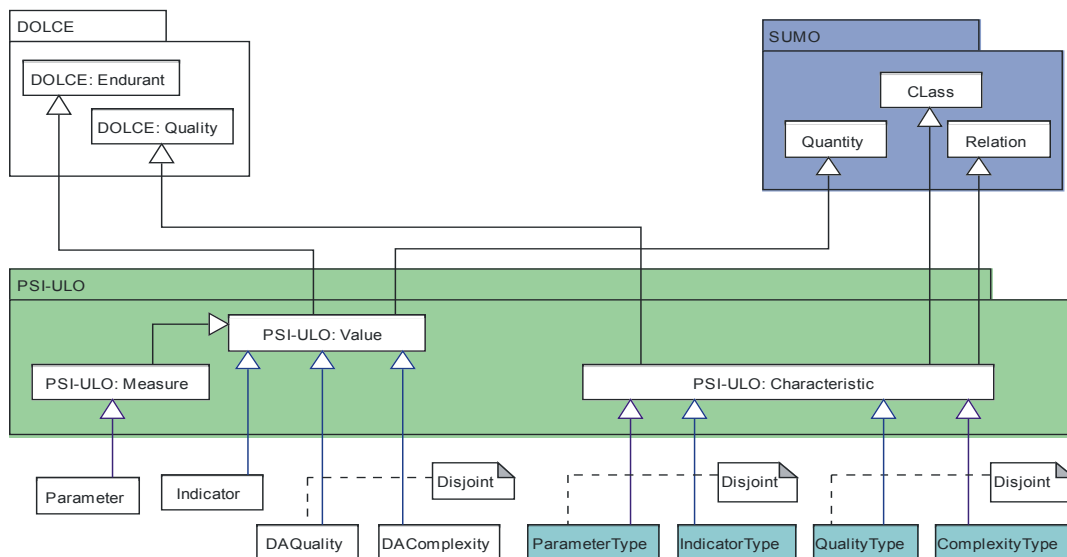 DOLCE
SUMO
DOLCE: Endurant
CLass
DOLCE: Quality
Quantity
Relation
PSI-ULO
PSI-ULO: Value
PSI-ULO: Measure
PSI-ULO: Characteristic
Parameter
Indicator
Disjoint
Disjoint
Disjoint
DAQuality
DAComplexity
ParameterType
IndicatorType
QualityType
ComplexityType